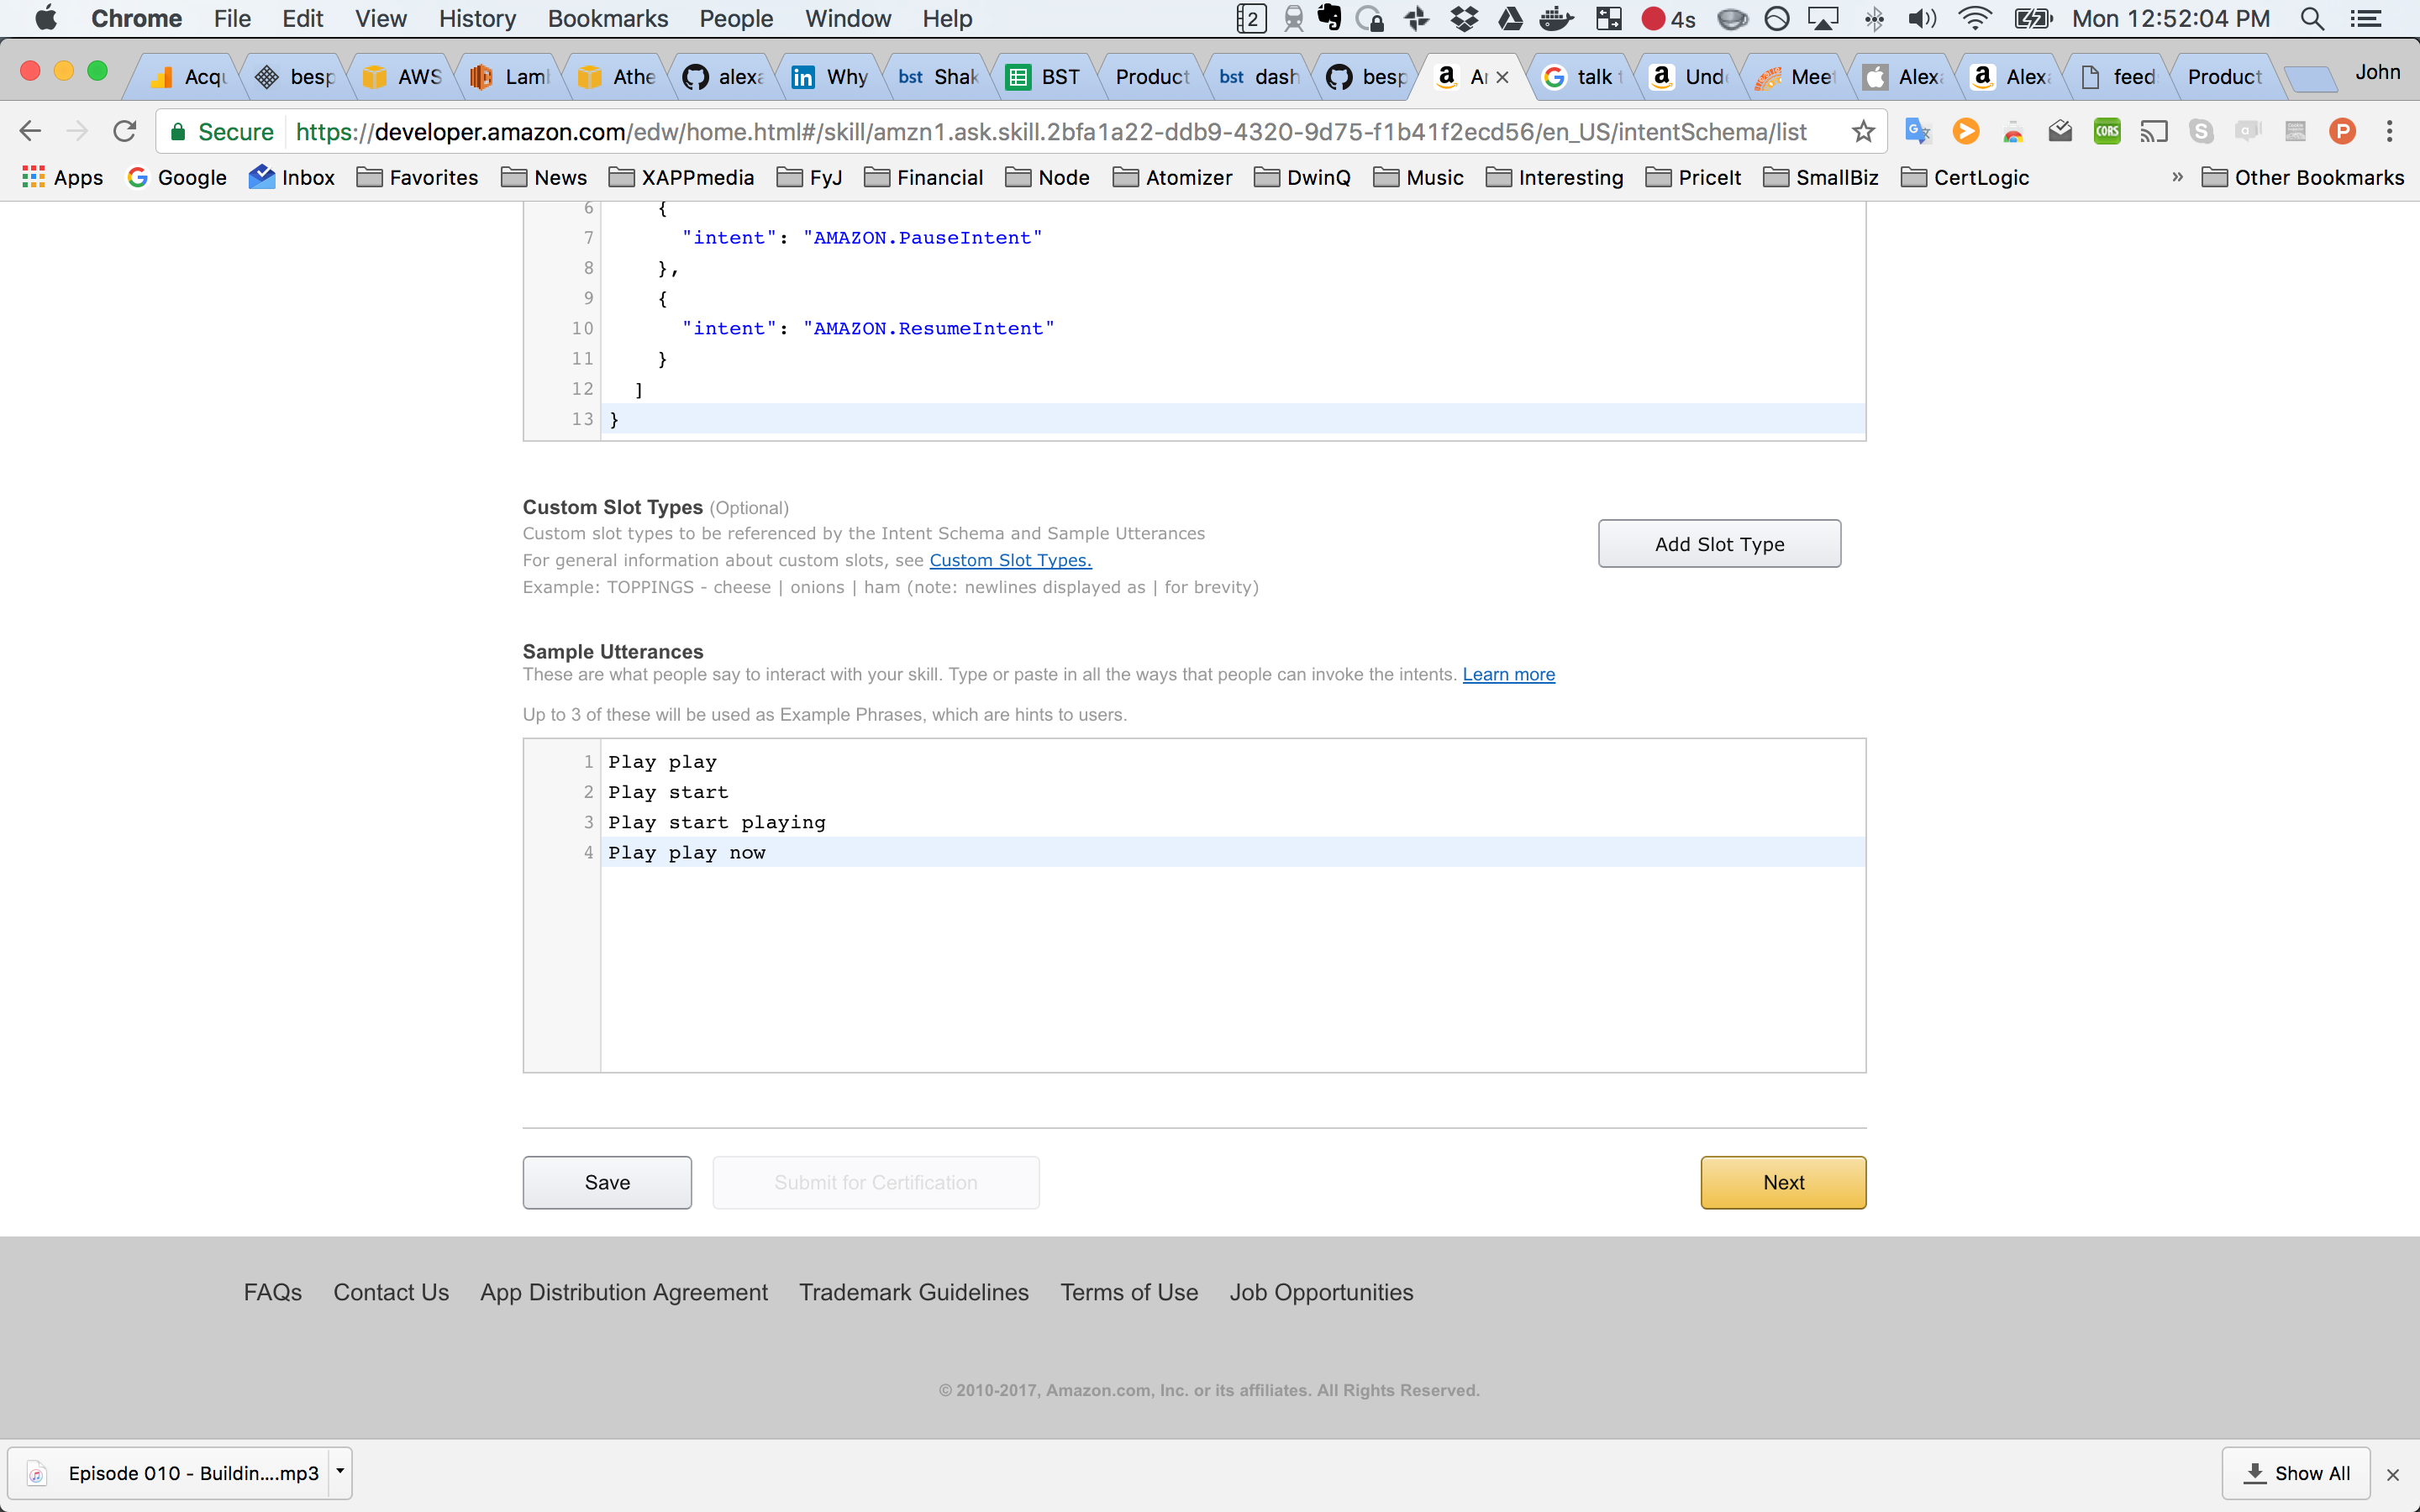 Chrome File Edit View History Bookmarks People Window Help 2 4s Mon 12:52:04 PM
Acqu besp AWS Lamb Athe alexa in Why bst Shak BST Product bst dash besp a A talk t a Und Meet Alexa a Alexa feed Product John
Secure https://developer.amazon.com/edw/home.html#/skill/amzn1.ask.skill.2bfa1a22-ddb9-4320-9d75-f1b41f2ecd56/en_US/intentSchema/list CORS P
Apps Google Inbox Favorites News XAPPmedia FyJ Financial Node Atomizer DwinQ Music Interesting PriceIt SmallBiz CertLogic » Other Bookmarks
6 {
7 "intent": "AMAZON.PauseIntent"
8 },
9 {
10 "intent": "AMAZON.ResumeIntent"
11 }
12 ]
13 }
Custom Slot Types (Optional)
Custom slot types to be referenced by the Intent Schema and Sample Utterances
For general information about custom slots, see Custom Slot Types.
Example: TOPPINGS - cheese | onions | ham (note: newlines displayed as | for brevity)
Add Slot Type
Sample Utterances
These are what people say to interact with your skill. Type or paste in all the ways that people can invoke the intents. Learn more
Up to 3 of these will be used as Example Phrases, which are hints to users.
1 Play play
2 Play start
3 Play start playing
4 Play play now
Save Submit for Certification Next
FAQs Contact Us App Distribution Agreement Trademark Guidelines Terms of Use Job Opportunities
© 2010-2017, Amazon.com, Inc. or its affiliates. All Rights Reserved.
Episode 010 - Buildin....mp3 Show All